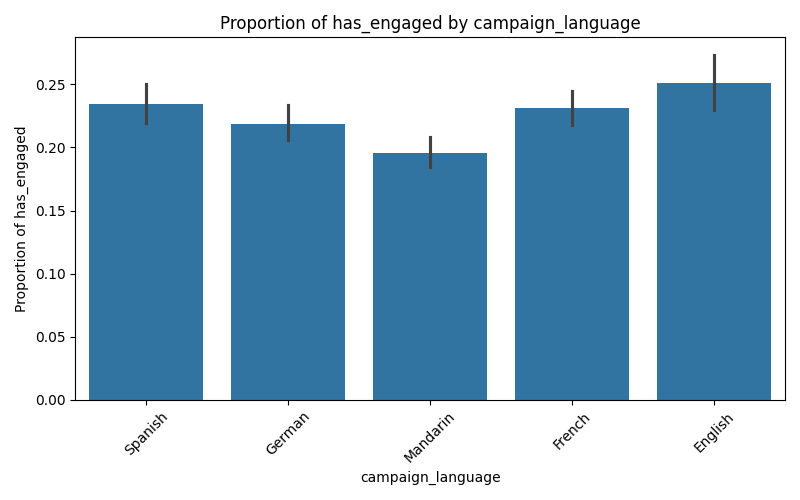 Proportion of has_engaged by campaign_language
Proportion of has_engaged
0.25
0.20
0.15
0.10
0.05
0.00
Spanish
German
Mandarin
French
English
campaign_language